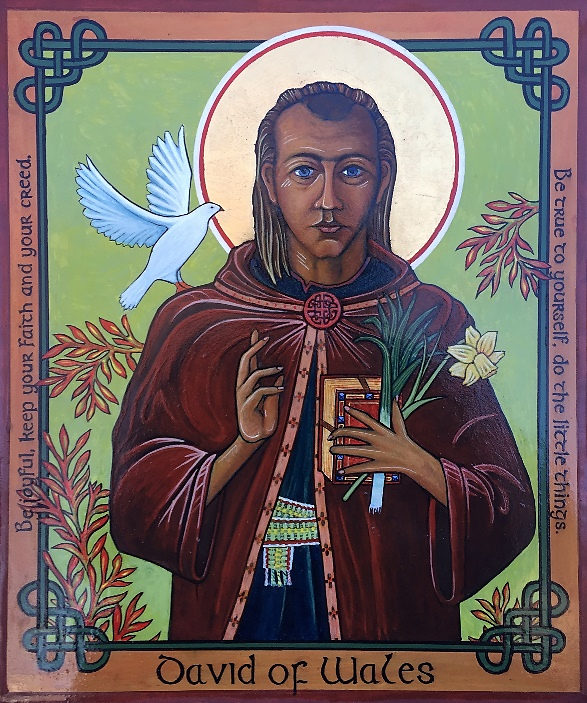 Be joyful, keep your faith and your creed.
Be true to yourself, do the little things.
David of Wales